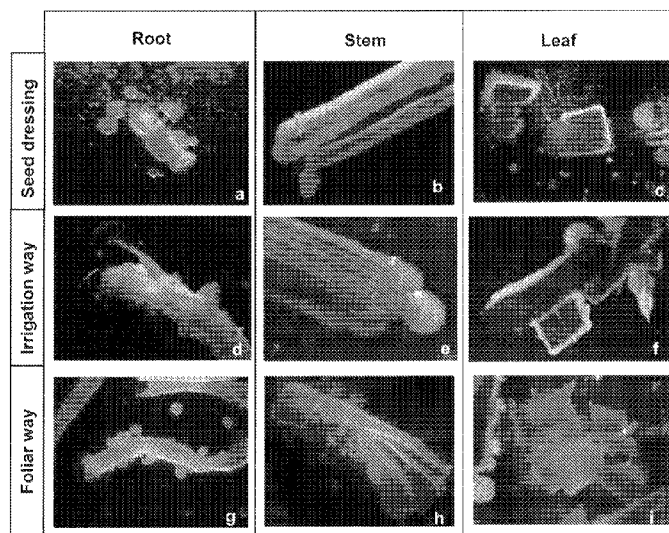 Root Stem Leaf
Seed dressing
a b c
Irrigation way
d e f
Foliar way
g h i